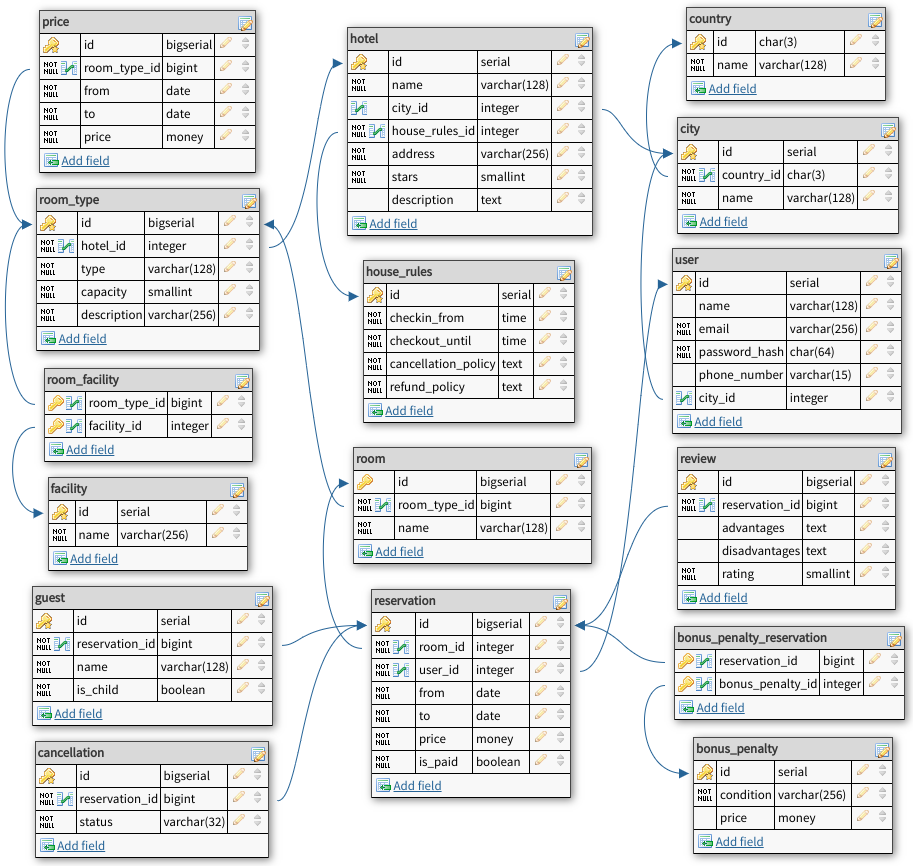 price
id bigserial
NOT NULL room_type_id bigint
NOT NULL from date
NOT NULL to date
NOT NULL price money
Add field
room_type
id bigserial
NOT NULL hotel_id integer
NOT NULL type varchar(128)
NOT NULL capacity smallint
NOT NULL description varchar(256)
Add field
room_facility
room_type_id bigint
facility_id integer
Add field
facility
id serial
NOT NULL name varchar(256)
Add field
guest
id serial
NOT NULL reservation_id bigint
NOT NULL name varchar(128)
NOT NULL is_child boolean
Add field
cancellation
id bigserial
NOT NULL reservation_id bigint
NOT NULL status varchar(32)
Add field
hotel
id serial
NOT NULL name varchar(128)
city_id integer
NOT NULL house_rules_id integer
NOT NULL address varchar(256)
NOT NULL stars smallint
description text
Add field
house_rules
id serial
NOT NULL checkin_from time
NOT NULL checkout_until time
NOT NULL cancellation_policy text
NOT NULL refund_policy text
Add field
room
id bigserial
NOT NULL room_type_id bigint
NOT NULL name varchar(128)
Add field
reservation
id bigserial
NOT NULL room_id integer
NOT NULL user_id integer
NOT NULL from date
NOT NULL to date
NOT NULL price money
NOT NULL is_paid boolean
Add field
country
id char(3)
NOT NULL name varchar(128)
Add field
city
id serial
NOT NULL country_id char(3)
NOT NULL name varchar(128)
Add field
user
id serial
name varchar(128)
NOT NULL email varchar(256)
NOT NULL password_hash char(64)
phone_number varchar(15)
city_id integer
Add field
review
id bigserial
NOT NULL reservation_id bigint
advantages text
disadvantages text
NOT NULL rating smallint
Add field
bonus_penalty_reservation
reservation_id bigint
bonus_penalty_id integer
Add field
bonus_penalty
id serial
NOT NULL condition varchar(256)
price money
Add field